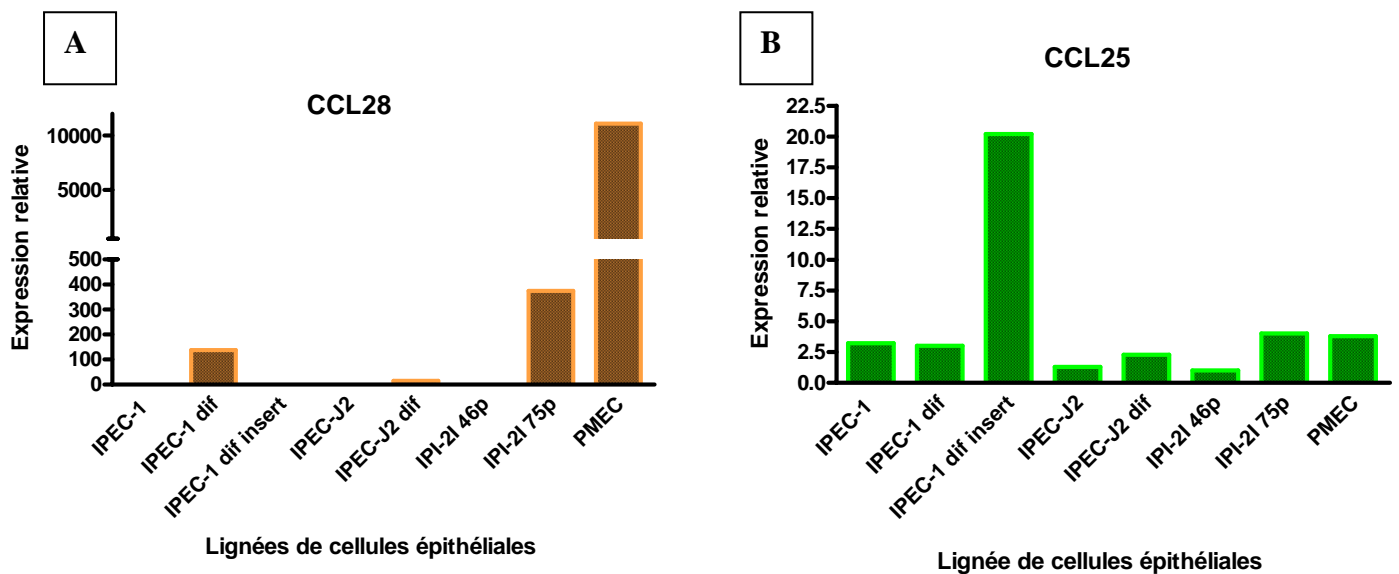 A
CCL28
Expression relative
10000
5000
500
400
300
200
100
0
IPEC-1
IPEC-1 dif
IPEC-1 dif insert
IPEC-J2
IPEC-J2 dif
IPI-2I 46p
IPI-2I 75p
PMEC
Lignées de cellules épithéliales
B
CCL25
Expression relative
22.5
20.0
17.5
15.0
12.5
10.0
7.5
5.0
2.5
0.0
IPEC-1
IPEC-1 dif
IPEC-1 dif insert
IPEC-J2
IPEC-J2 dif
IPI-2I 46p
IPI-2I 75p
PMEC
Lignée de cellules épithéliales